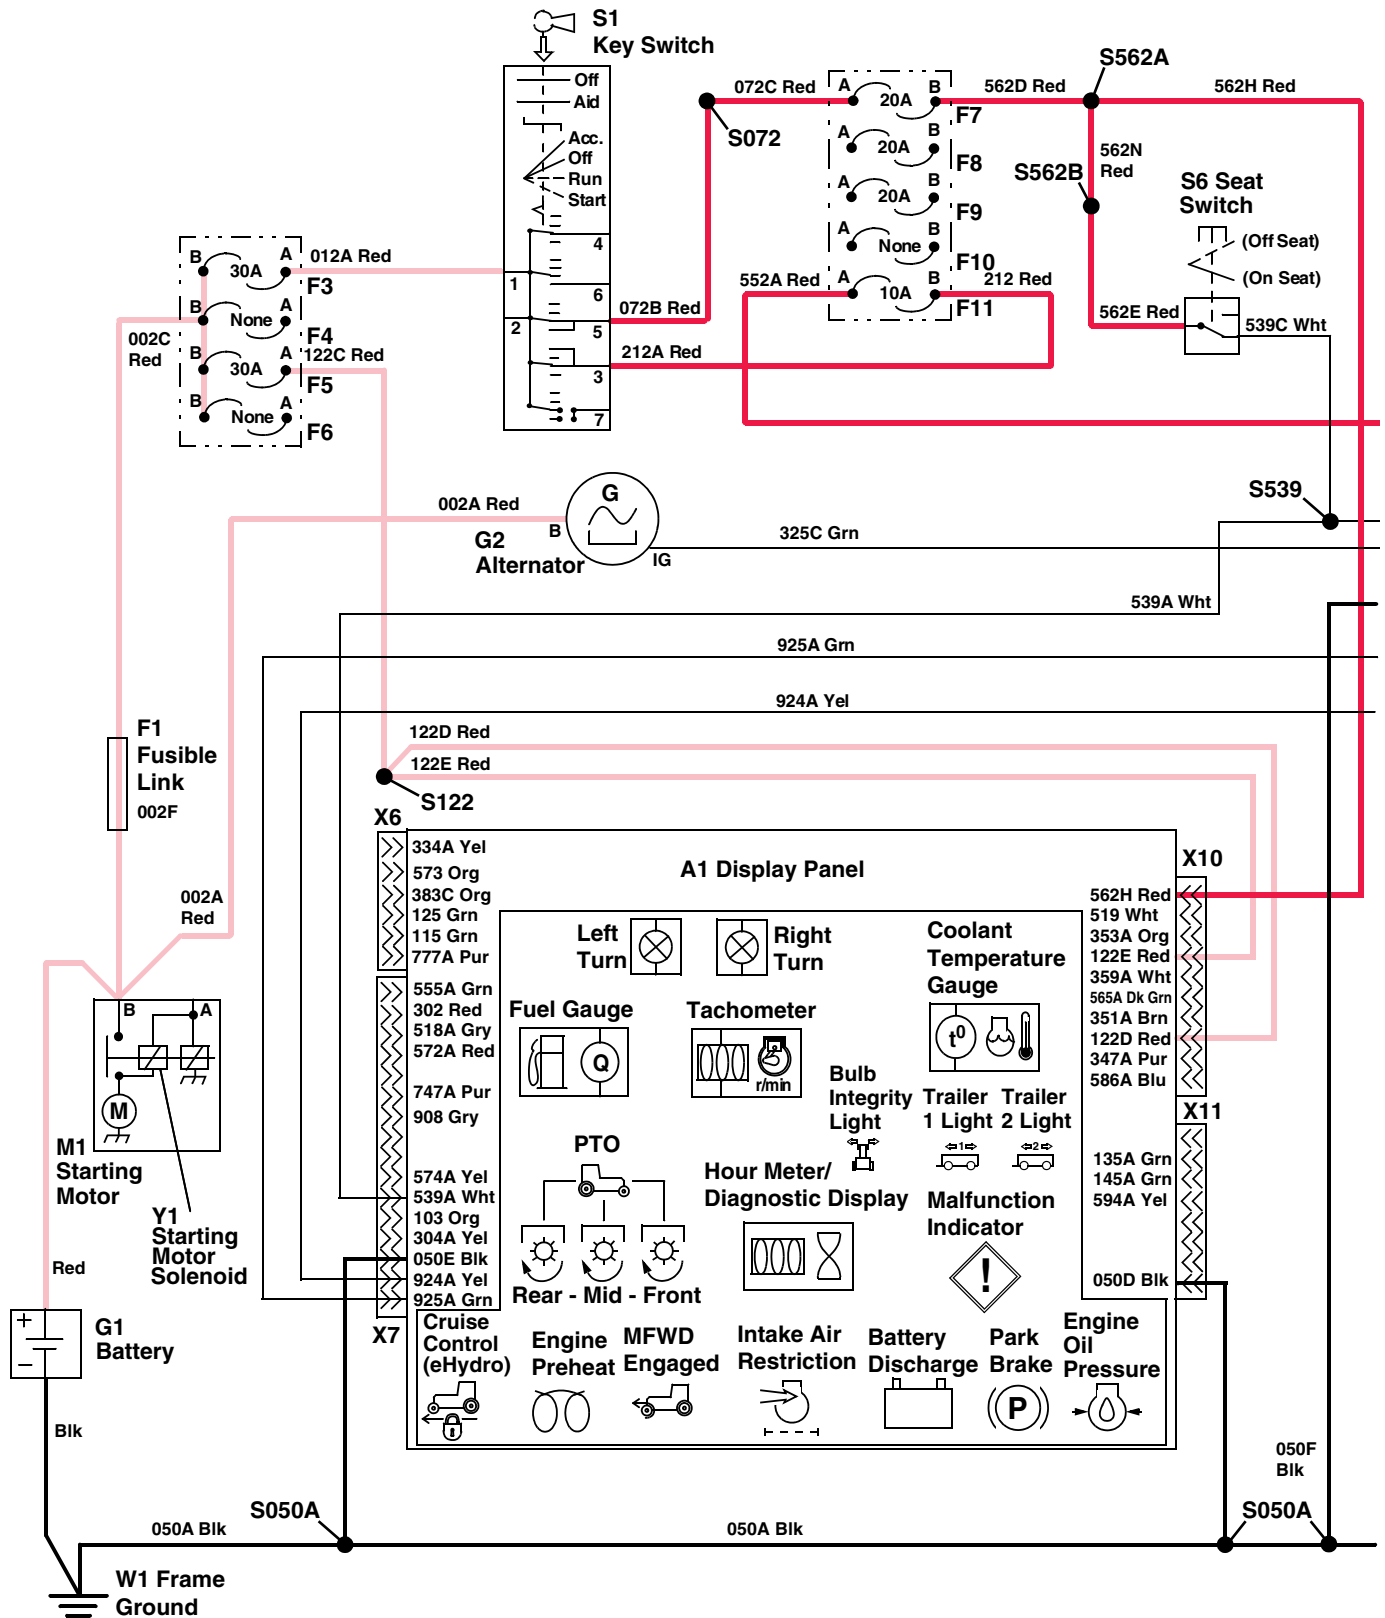 S1
Key Switch
Off
Aid
Acc.
Off
Run
Start
4
1
6
2
5
3
7
012A Red
B
A
30A
F3
B
None
A
F4
B
30A
A
F5
B
None
A
F6
002C
Red
122C Red
072B Red
212A Red
072C Red
S072
A
20A
B
F7
A
20A
B
F8
A
20A
B
F9
A
None
B
F10
A
10A
B
F11
552A Red
212 Red
562D Red
S562A
562H Red
562N
Red
S562B
562E Red
S6 Seat
Switch
(Off Seat)
(On Seat)
539C Wht
S539
002A Red
B
G
IG
G2
Alternator
325C Grn
539A Wht
925A Grn
924A Yel
122D Red
122E Red
S122
F1
Fusible
Link
002F
002A
Red
B
A
M
M1
Starting
Motor
Y1
Starting
Motor
Solenoid
Red
+
–
G1
Battery
Blk
W1 Frame
Ground
050A Blk
S050A
050A Blk
S050A
050F
Blk
X6
334A Yel
573 Org
383C Org
125 Grn
115 Grn
777A Pur
555A Grn
302 Red
518A Gry
572A Red
747A Pur
908 Gry
574A Yel
539A Wht
103 Org
304A Yel
050E Blk
924A Yel
925A Grn
X7
A1 Display Panel
X10
562H Red
519 Wht
353A Org
122E Red
359A Wht
565A Dk Grn
351A Brn
122D Red
347A Pur
586A Blu
X11
135A Grn
145A Grn
594A Yel
050D Blk
Left
Turn
Right
Turn
Coolant
Temperature
Gauge
t0
Fuel Gauge
Q
Tachometer
r/min
Bulb
Integrity
Light
Trailer
1 Light
1
Trailer
2 Light
2
PTO
Rear - Mid - Front
Hour Meter/
Diagnostic Display
Malfunction
Indicator
!
Cruise
Control
(eHydro)
Engine
Preheat
MFWD
Engaged
Intake Air
Restriction
Battery
Discharge
Park
Brake
P
Engine
Oil
Pressure